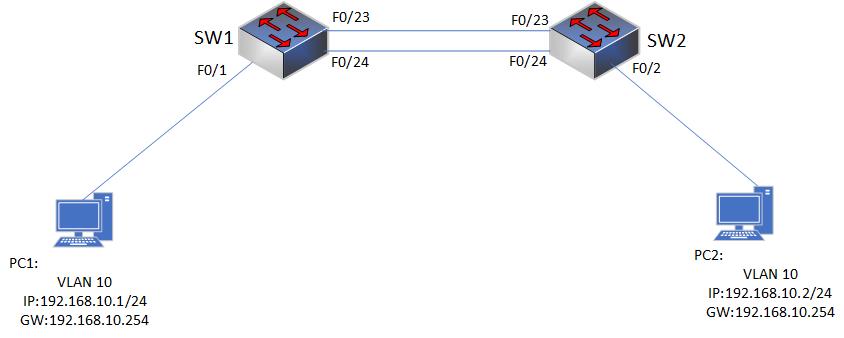 F0/23
F0/23
SW1
SW2
F0/24
F0/24
F0/1
F0/2
PC1:
VLAN 10
IP:192.168.10.1/24
GW:192.168.10.254
PC2:
VLAN 10
IP:192.168.10.2/24
GW:192.168.10.254